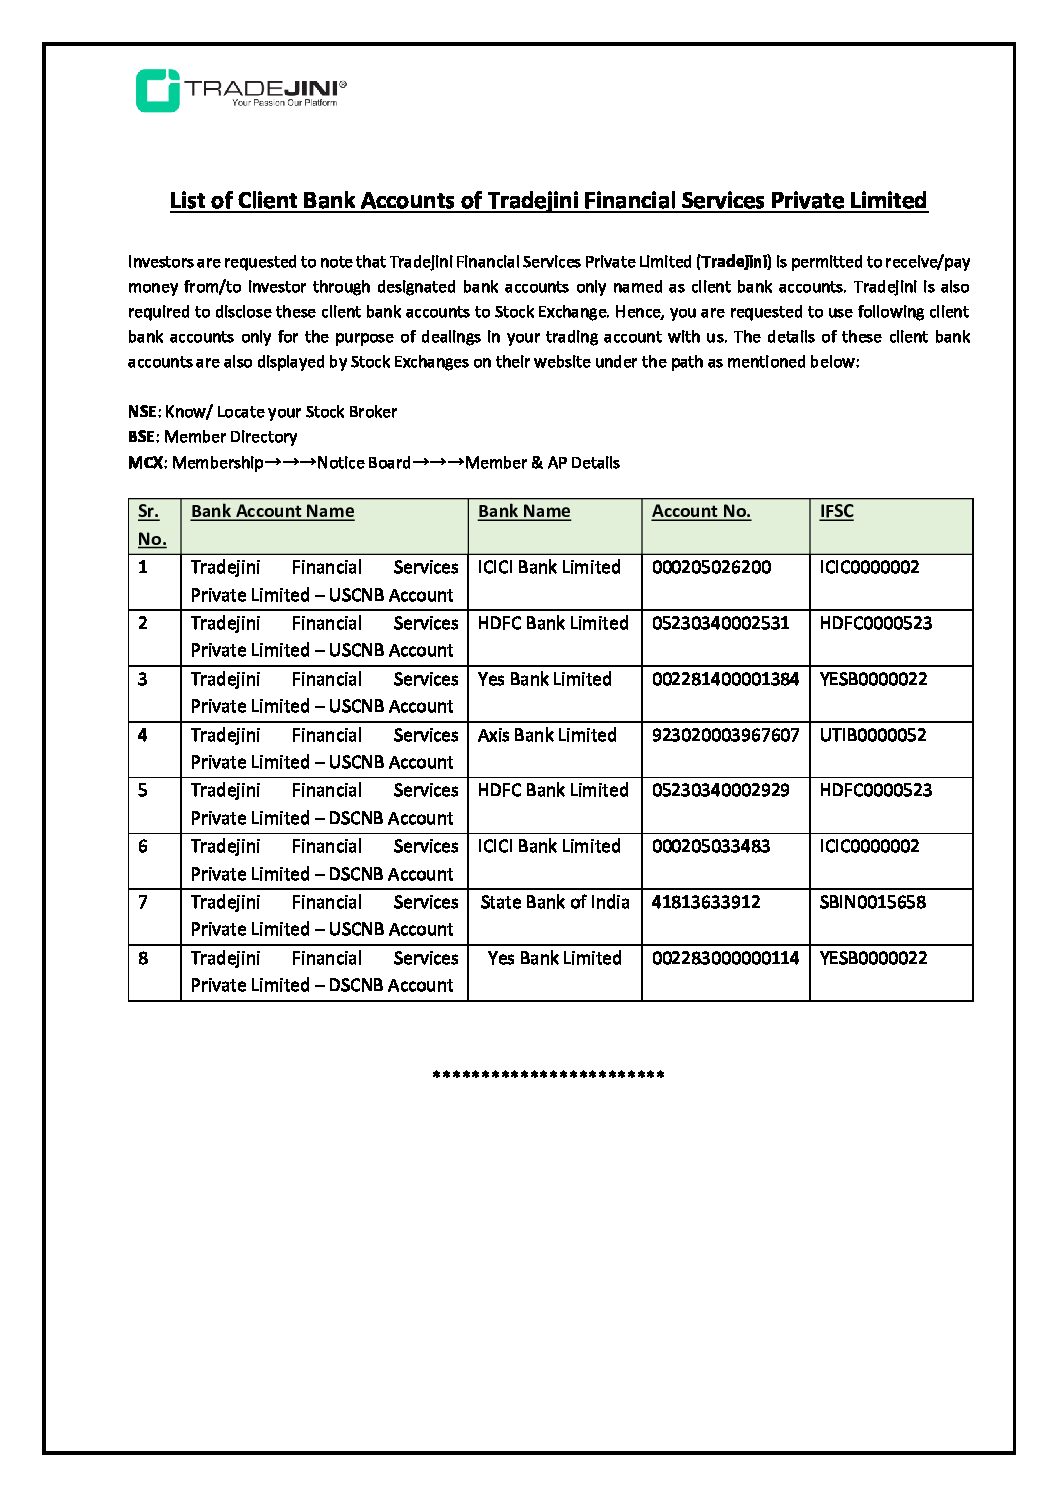 TRADEJINI®
Your Passion Our Platform
List of Client Bank Accounts of Tradejini Financial Services Private Limited
Investors are requested to note that Tradejini Financial Services Private Limited (Tradejini) is permitted to receive/pay
money from/to investor through designated bank accounts only named as client bank accounts. Tradejini is also
required to disclose these client bank accounts to Stock Exchange. Hence, you are requested to use following client
bank accounts only for the purpose of dealings in your trading account with us. The details of these client bank
accounts are also displayed by Stock Exchanges on their website under the path as mentioned below:
NSE: Know/ Locate your Stock Broker
BSE: Member Directory
MCX: Membership→→→Notice Board→→→Member & AP Details
Sr. Bank Account Name Bank Name Account No. IFSC
No.
1 Tradejini Financial Services ICICI Bank Limited 000205026200 ICIC0000002
Private Limited – USCNB Account
2 Tradejini Financial Services HDFC Bank Limited 05230340002531 HDFC0000523
Private Limited – USCNB Account
3 Tradejini Financial Services Yes Bank Limited 002281400001384 YESB0000022
Private Limited – USCNB Account
4 Tradejini Financial Services Axis Bank Limited 923020003967607 UTIB0000052
Private Limited – USCNB Account
5 Tradejini Financial Services HDFC Bank Limited 05230340002929 HDFC0000523
Private Limited – DSCNB Account
6 Tradejini Financial Services ICICI Bank Limited 000205033483 ICIC0000002
Private Limited – DSCNB Account
7 Tradejini Financial Services State Bank of India 41813633912 SBIN0015658
Private Limited – USCNB Account
8 Tradejini Financial Services Yes Bank Limited 002283000000114 YESB0000022
Private Limited – DSCNB Account
************************